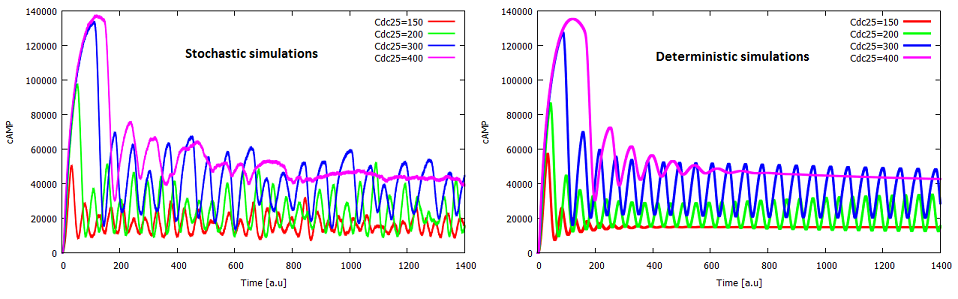 140000
120000
100000
80000
60000
40000
20000
0
cAMP
Stochastic simulations
Cdc25=150
Cdc25=200
Cdc25=300
Cdc25=400
0 200 400 600 800 1000 1200 1400
Time [a.u]
140000
120000
100000
80000
60000
40000
20000
0
cAMP
Deterministic simulations
Cdc25=150
Cdc25=200
Cdc25=300
Cdc25=400
0 200 400 600 800 1000 1200 1400
Time [a.u]